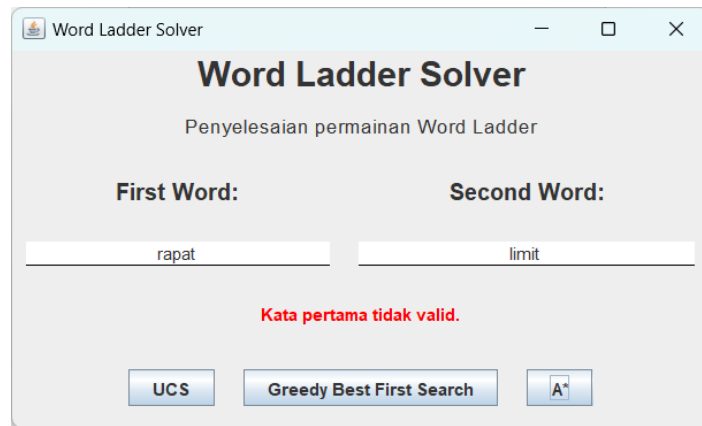 Word Ladder Solver
Word Ladder Solver
Penyelesaian permainan Word Ladder
First Word: Second Word:
rapat limit
Kata pertama tidak valid.
UCS Greedy Best First Search A*